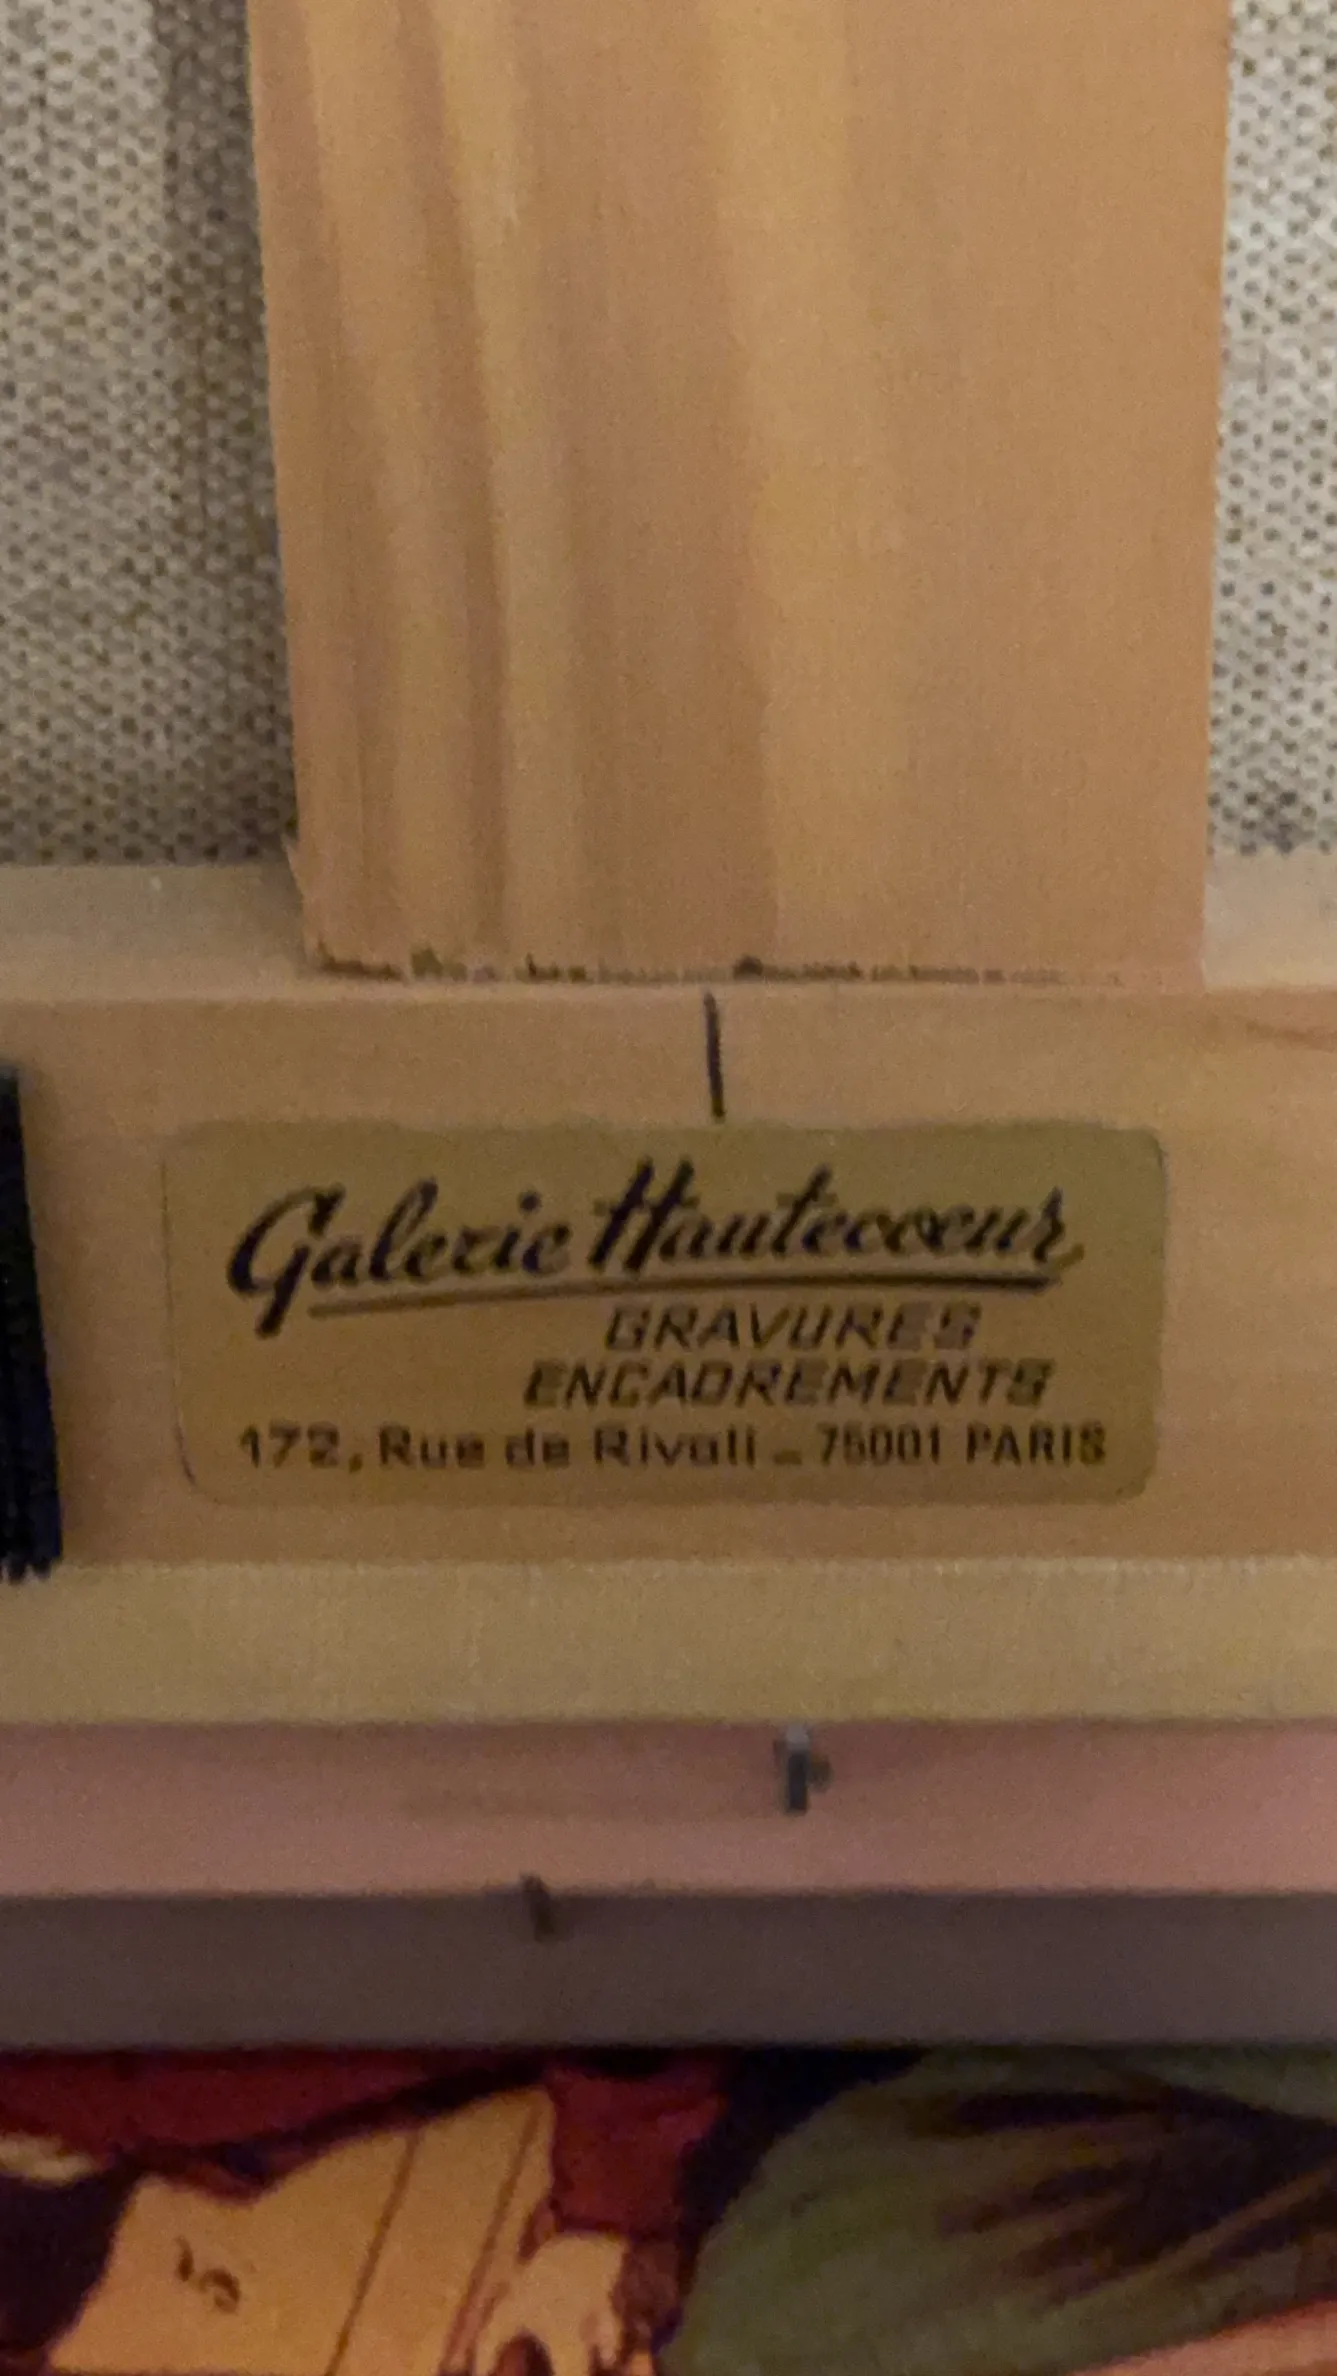 Galerie Hautecoeur
GRAVURES
ENCADREMENTS
172, Rue de Rivoli - 75001 PARIS